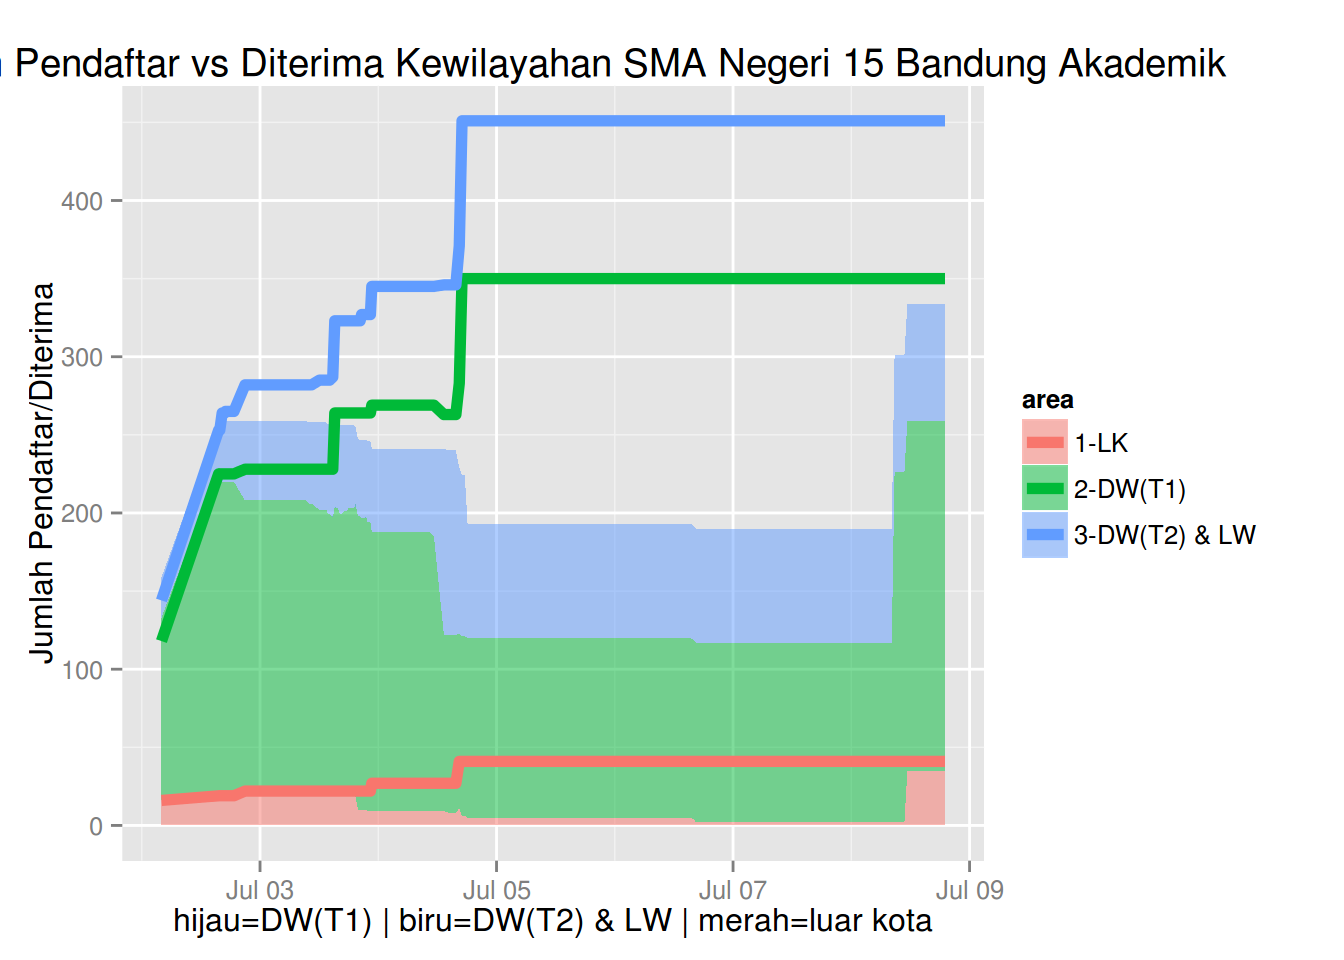 Pendaftar vs Diterima Kewilayahan SMA Negeri 15 Bandung Akademik
Jumlah Pendaftar/Diterima
400
300
200
100
0
Jul 03
Jul 05
Jul 07
Jul 09
hijau=DW(T1) | biru=DW(T2) & LW | merah=luar kota
area
1-LK
2-DW(T1)
3-DW(T2) & LW